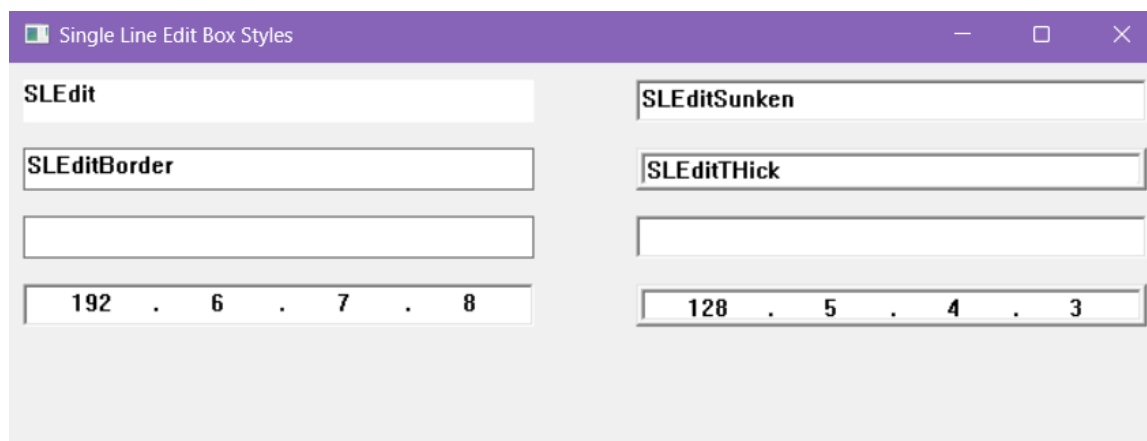 Single Line Edit Box Styles
SLEdit
SLEditSunken
SLEditBorder
SLEditTHick
192 . 6 . 7 . 8
128 . 5 . 4 . 3